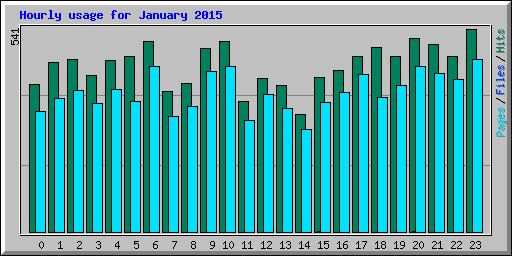 Hourly usage for January 2015
541
Pages/Files/Hits
0 1 2 3 4 5 6 7 8 9 10 11 12 13 14 15 16 17 18 19 20 21 22 23